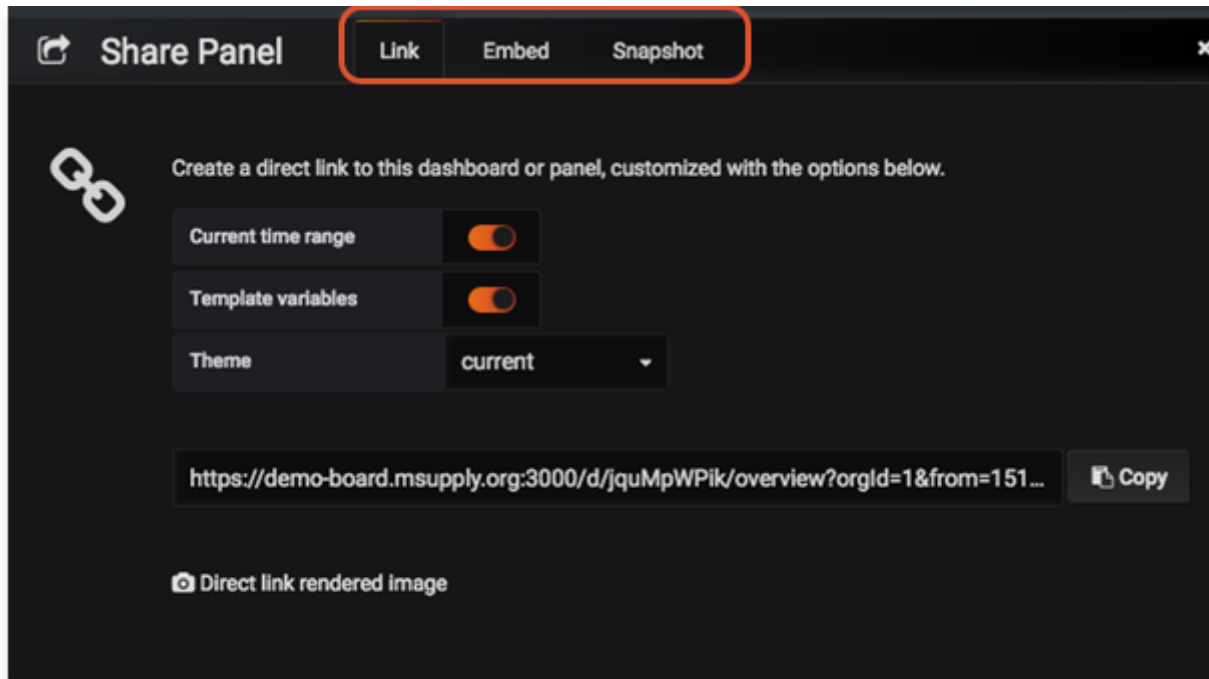 Share Panel Link Embed Snapshot
Create a direct link to this dashboard or panel, customized with the options below.
Current time range
Template variables
Theme current
https://demo-board.msupply.org:3000/d/jquMpWPik/overview?orgId=1&from=151... Copy
Direct link rendered image